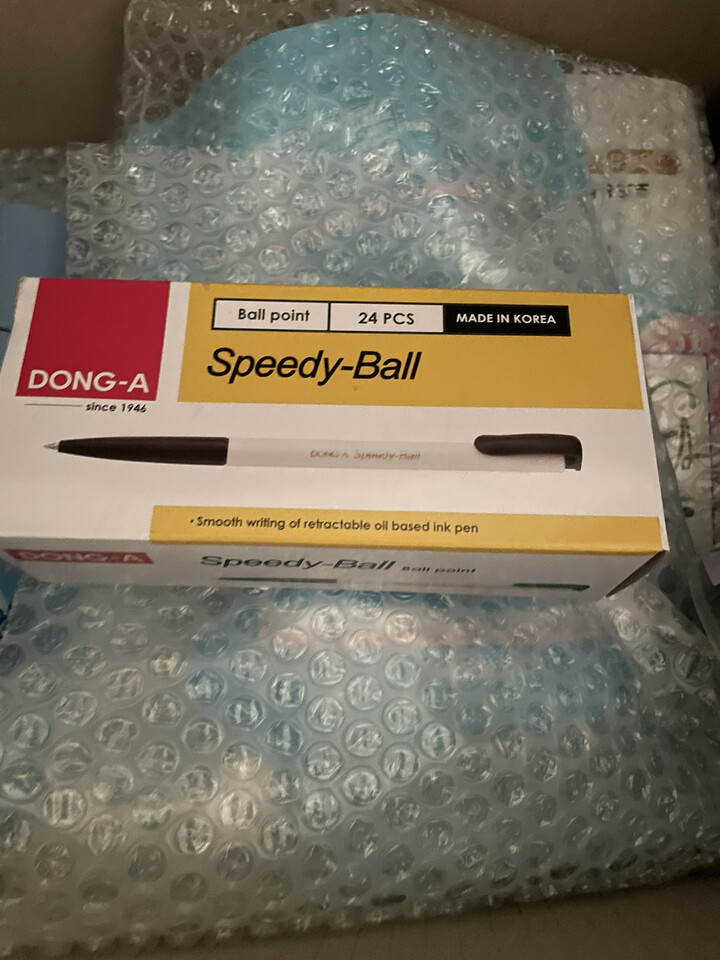 Ball point
24 PCS
MADE IN KOREA
Speedy-Ball
DONG-A
since 1946
DONG-A Speedy-Ball
• Smooth writing of retractable oil based ink pen
DONG-A
Speedy-Ball Ball point